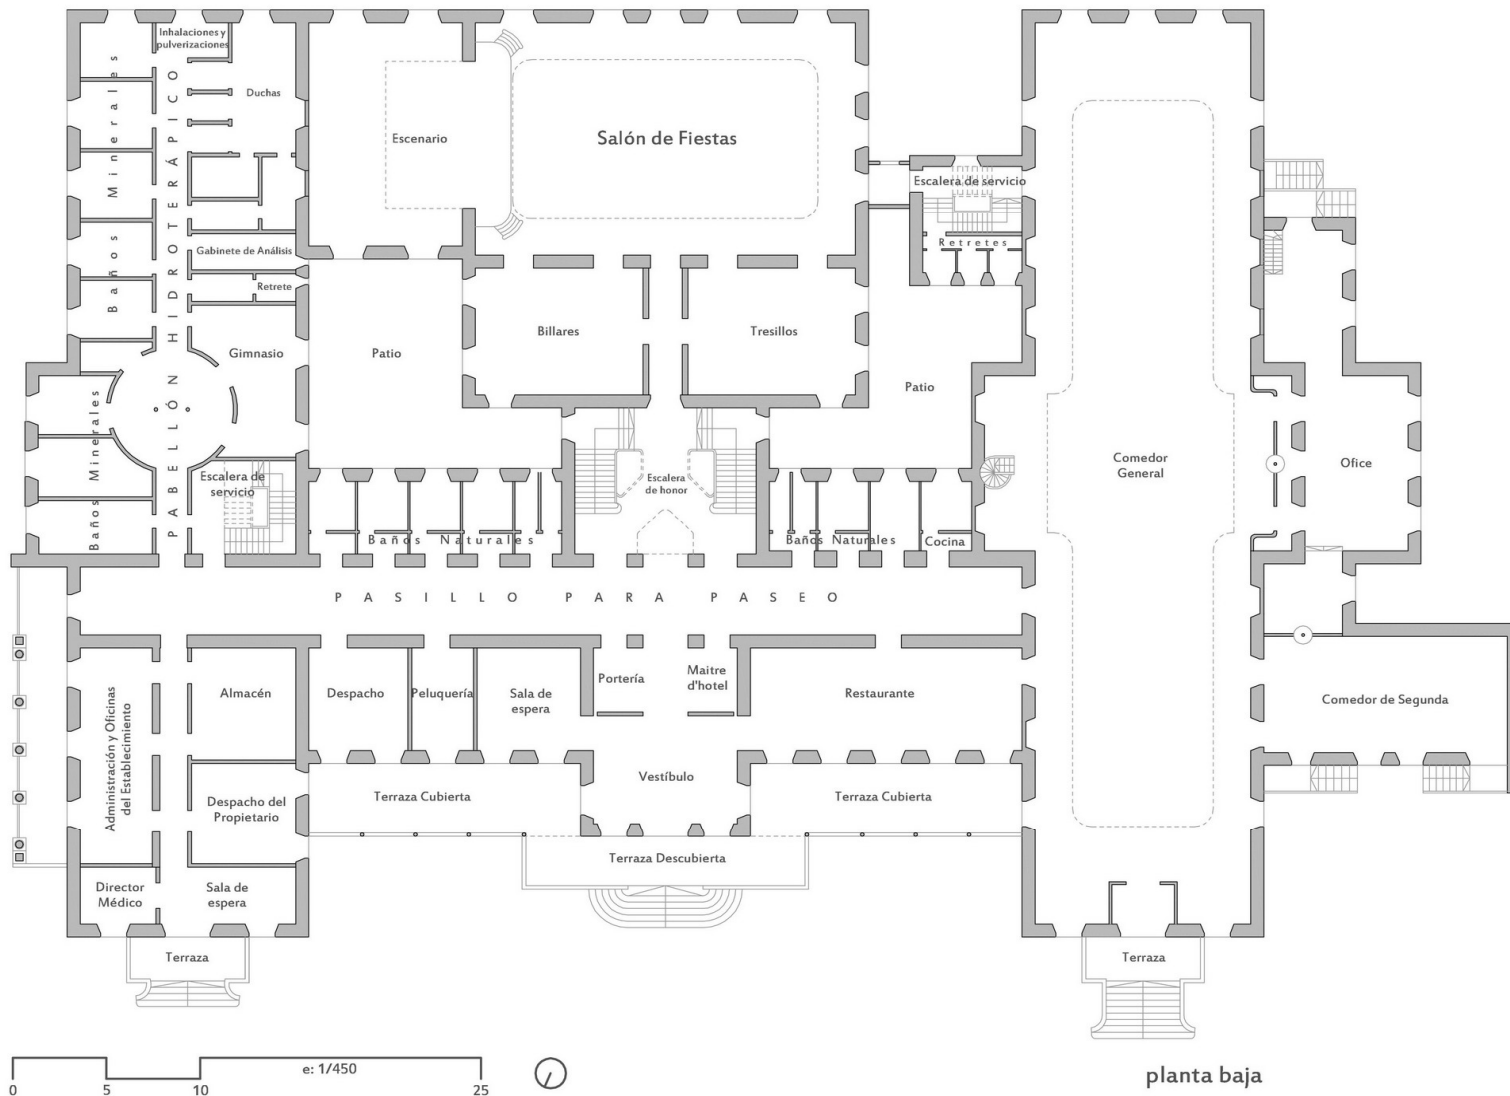 Inhalaciones y
pulverizaciones
Duchas
Escenario
Salón de Fiestas
Escalera de servicio
Retretes
Baños Minerales
PABELLÓN HIDROTERÁPICO
Gabinete de Análisis
Retrete
Gimnasio
Patio
Billares
Tresillos
Patio
Comedor
General
Ofice
Baños Minerales
Escalera de
servicio
Escalera
de honor
Baños Naturales
Baños Naturales
Cocina
PASILLO PARA PASEO
Administración y Oficinas
del Establecimiento
Almacén
Despacho
Peluquería
Sala de
espera
Portería
Maitre
d'hotel
Restaurante
Comedor de Segunda
Despacho del
Propietario
Terraza Cubierta
Vestíbulo
Terraza Cubierta
Terraza Descubierta
Director
Médico
Sala de
espera
Terraza
Terraza
e: 1/450
0 5 10 25
planta baja